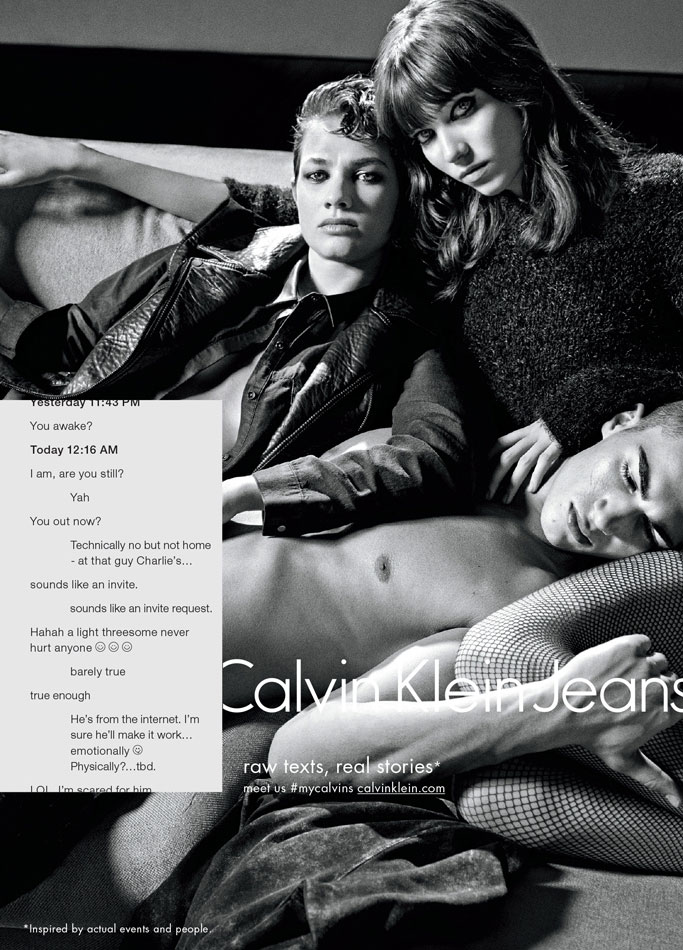 Yesterday 11:43 PM
You awake?
Today 12:16 AM
I am, are you still?
Yah
You out now?
Technically no but not home
- at that guy Charlie's...
sounds like an invite.
sounds like an invite request.
Hahah a light threesome never
hurt anyone ☺☺☺
barely true
true enough
He's from the internet. I'm
sure he'll make it work...
emotionally ☺
Physically?...tbd.
LOL. I'm scared for him
Calvin Klein Jeans
raw texts, real stories*
meet us #mycalvins calvinklein.com
*Inspired by actual events and people.